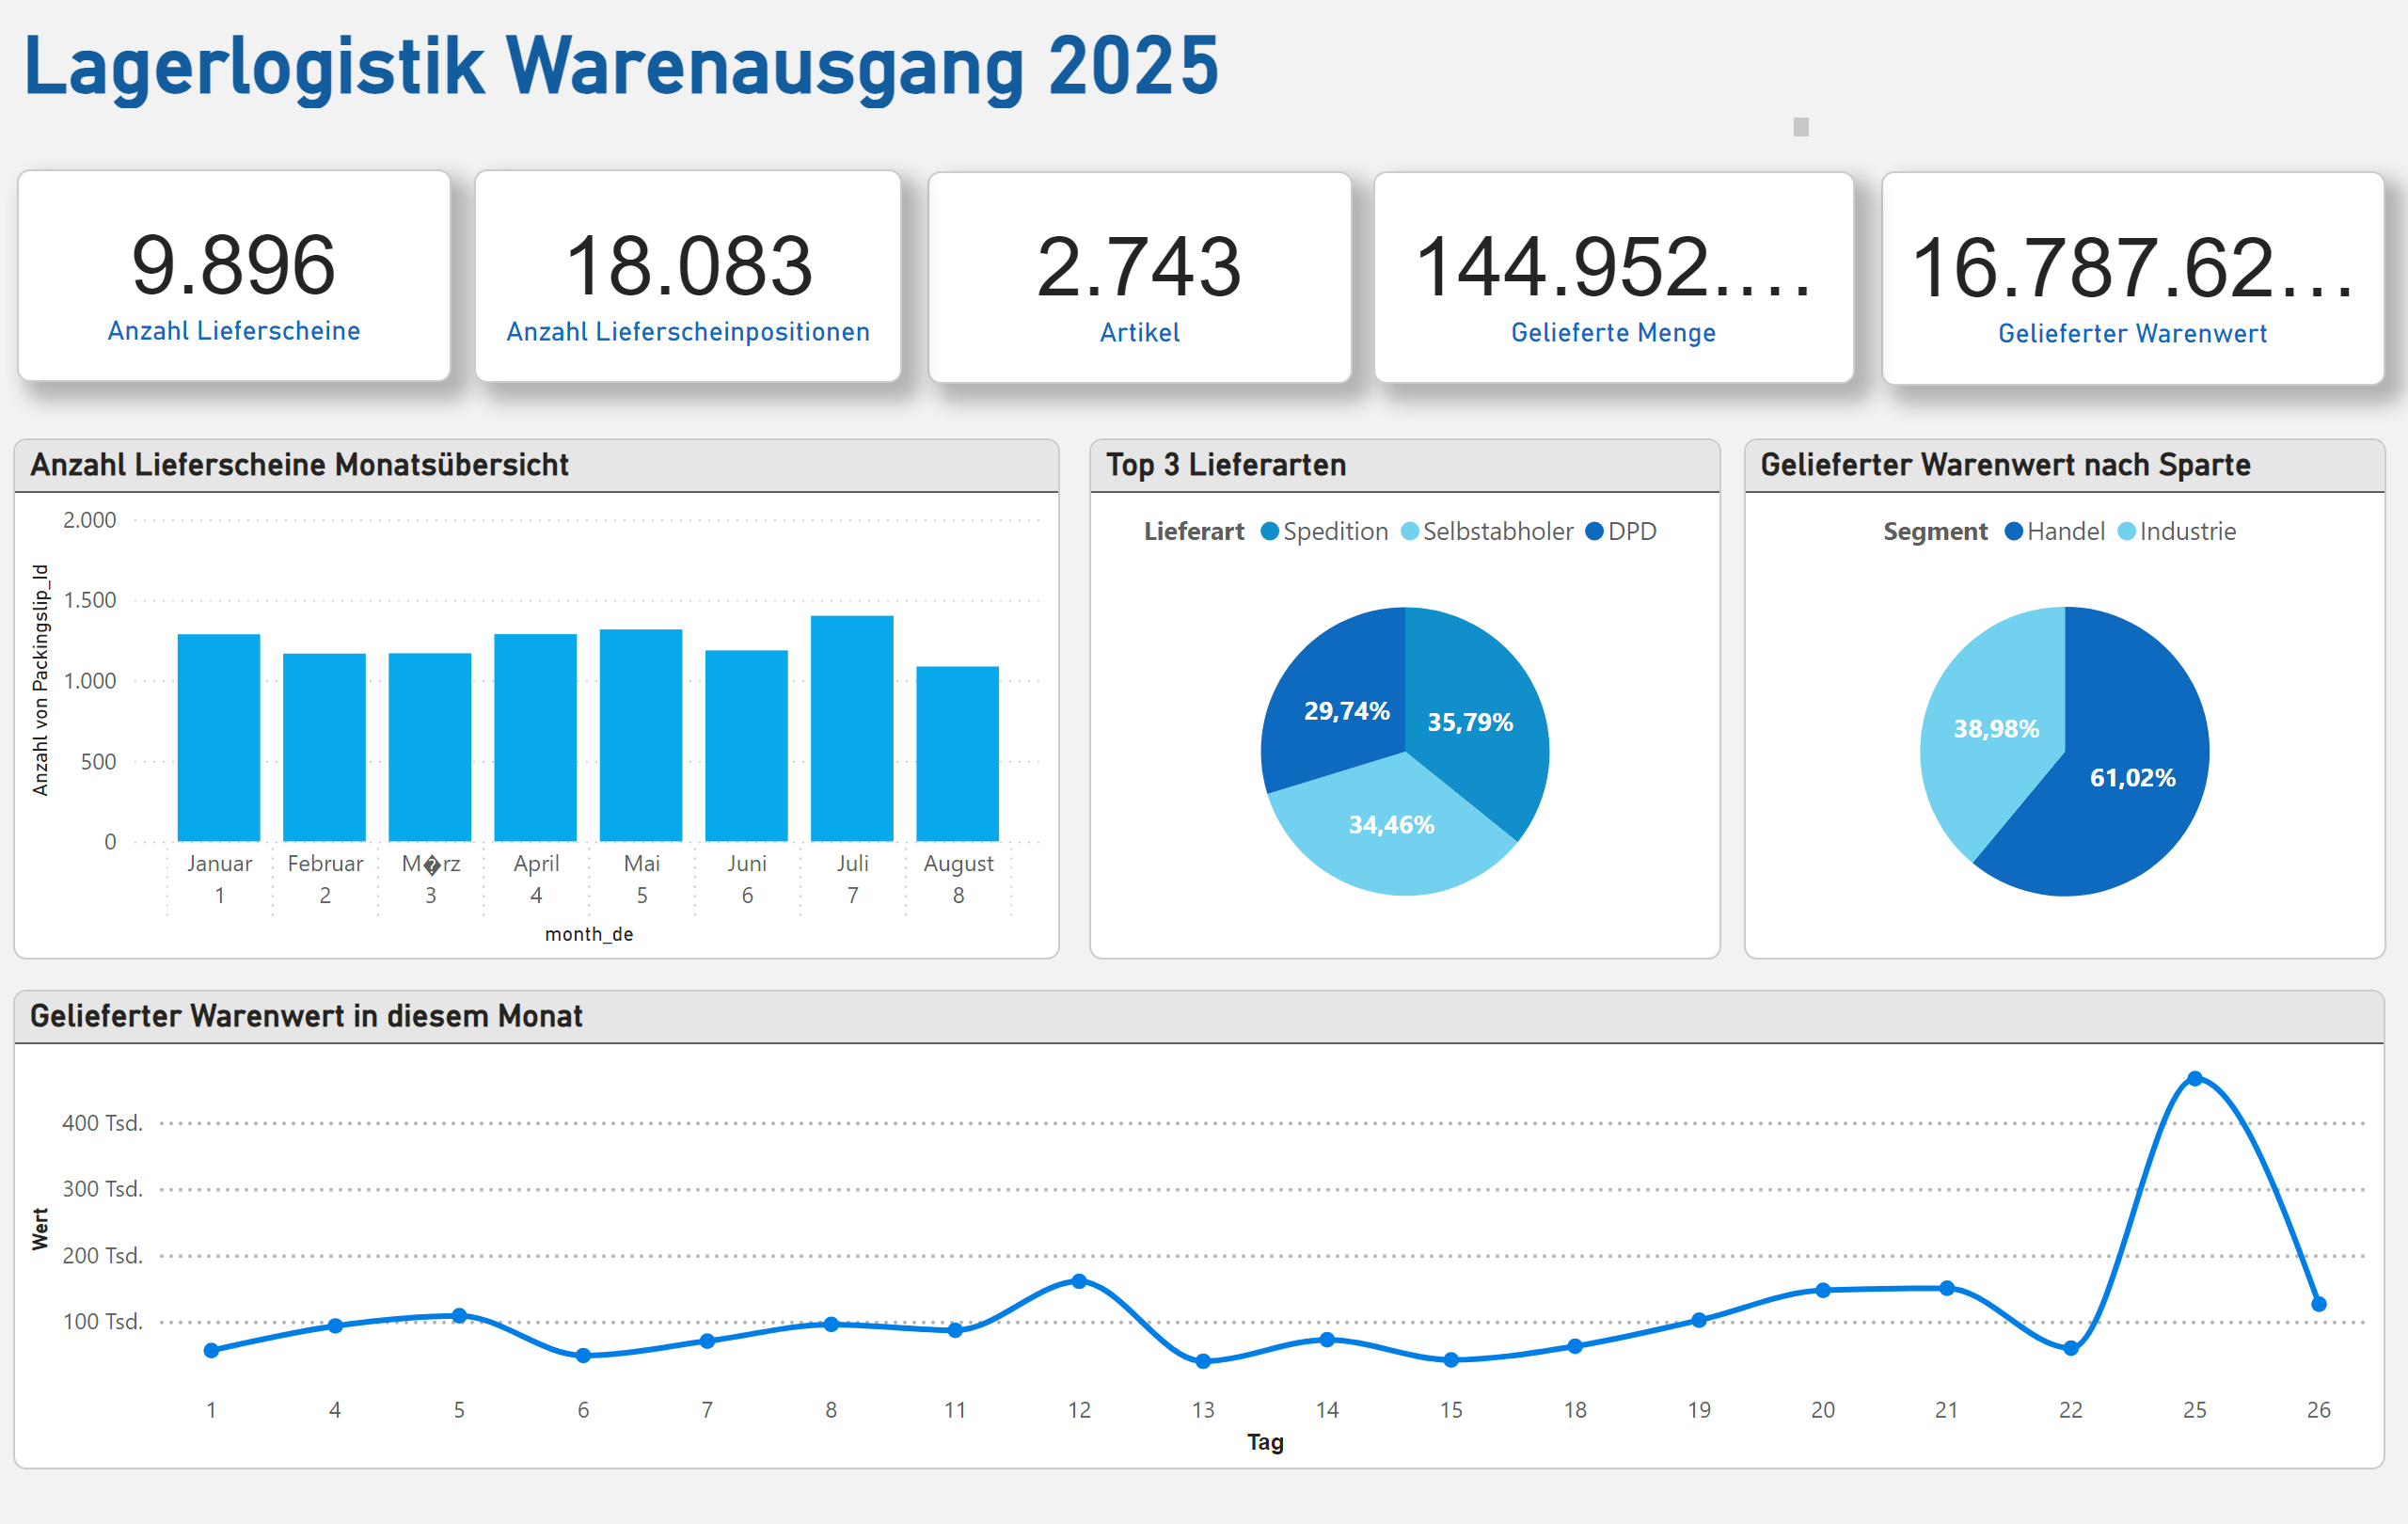 Lagerlogistik Warenausgang 2025
9.896
Anzahl Lieferscheine
18.083
Anzahl Lieferscheinpositionen
2.743
Artikel
144.952....
Gelieferte Menge
16.787.62...
Gelieferter Warenwert
Anzahl Lieferscheine Monatsübersicht
Anzahl von Packingslip_Id
2.000
1.500
1.000
500
0
Januar Februar M�rz April Mai Juni Juli August
1 2 3 4 5 6 7 8
month_de
Top 3 Lieferarten
Lieferart Spedition Selbstabholer DPD
29,74% 35,79%
34,46%
Gelieferter Warenwert nach Sparte
Segment Handel Industrie
38,98%
61,02%
Gelieferter Warenwert in diesem Monat
Wert
400 Tsd.
300 Tsd.
200 Tsd.
100 Tsd.
1 4 5 6 7 8 11 12 13 14 15 18 19 20 21 22 25 26
Tag